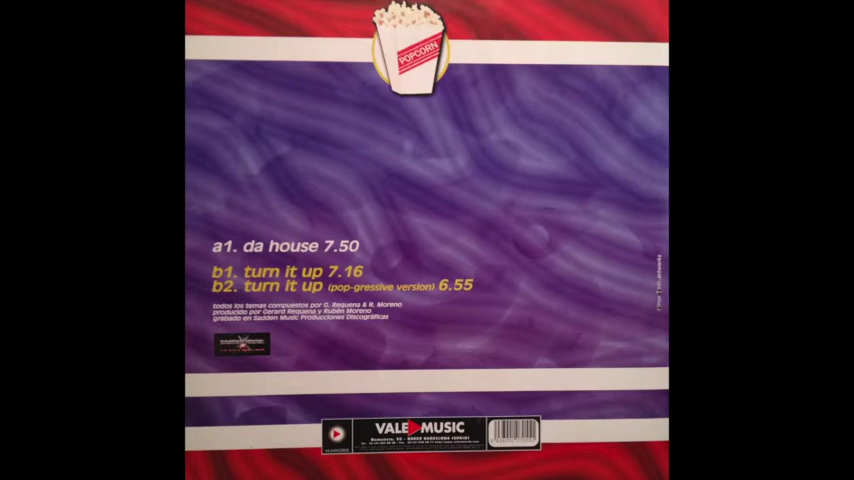 POPCORN
a1. da house 7.50
b1. turn it up 7.16
b2. turn it up (pop-gressive version) 6.55
todos los temas compuestos por G. Requena & R. Moreno
producido por Gerard Requena y Rubén Moreno
grabado en Sadden Music Producciones Discográficas
VALE MUSIC